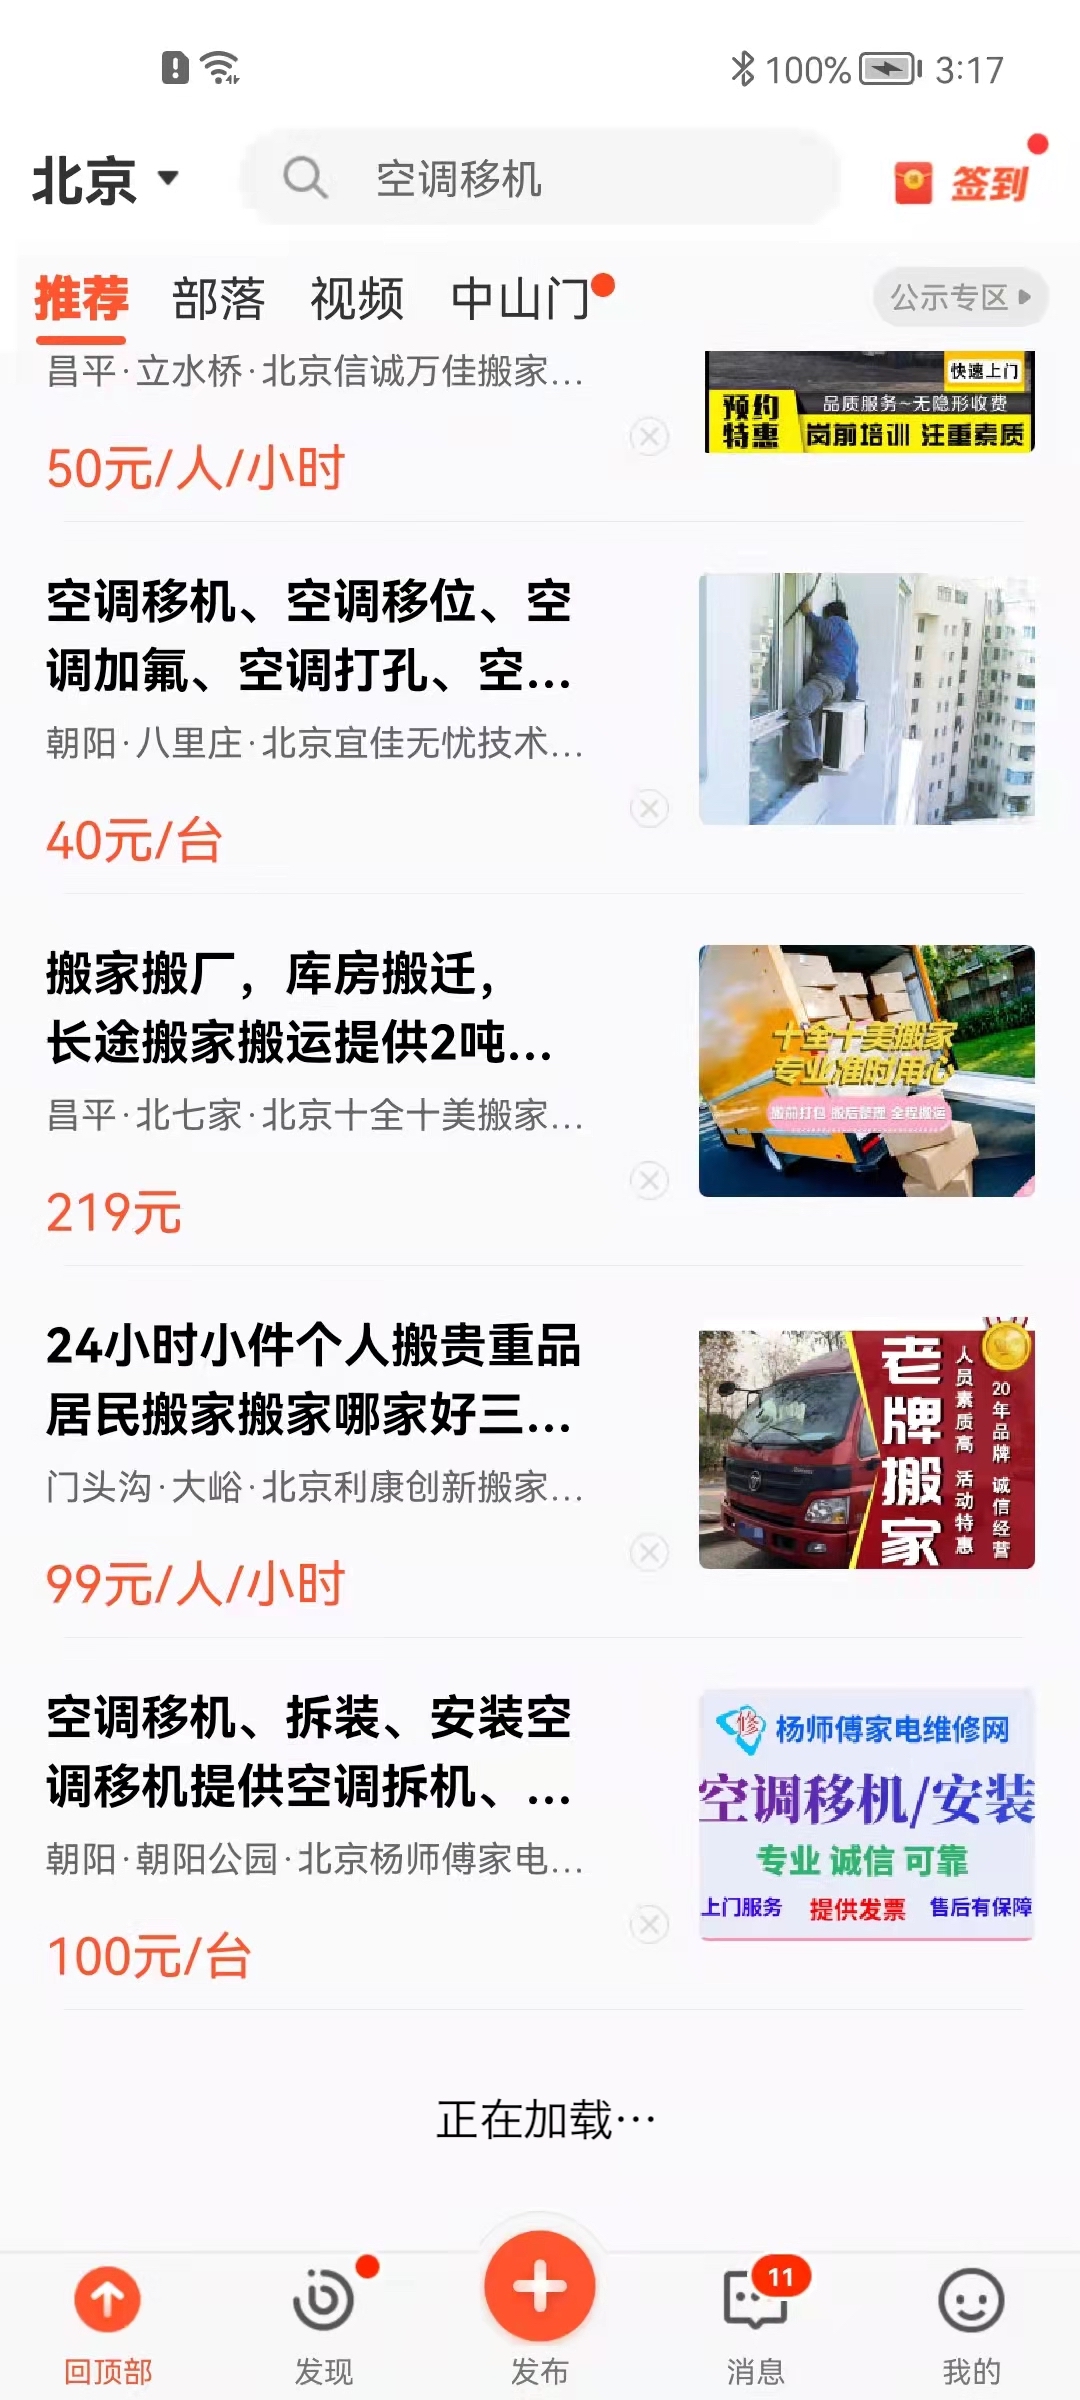 100% 3:17
北京 空调移机 签到
推荐 部落 视频 中山门 公示专区
昌平·立水桥·北京信诚万佳搬家...
50元/人/小时
快速上门
预约特惠 品质服务~无隐形收费
岗前培训 注重素质
空调移机、空调移位、空
调加氟、空调打孔、空...
朝阳·八里庄·北京宜佳无忧技术...
40元/台
搬家搬厂，库房搬迁，
长途搬家搬运提供2吨...
昌平·北七家·北京十全十美搬家...
219元
十全十美搬家
专业准时用心
搬前打包 搬后整理 全程搬运
24小时小件个人搬贵重品
居民搬家搬家哪家好三...
门头沟·大峪·北京利康创新搬家...
99元/人/小时
老牌搬家
人员素质高 活动特惠
20年品牌 诚信经营
空调移机、拆装、安装空
调移机提供空调拆机、...
朝阳·朝阳公园·北京杨师傅家电...
100元/台
修 杨师傅家电维修网
空调移机/安装
专业 诚信 可靠
上门服务 提供发票 售后有保障
正在加载...
11
回顶部 发现 发布 消息 我的